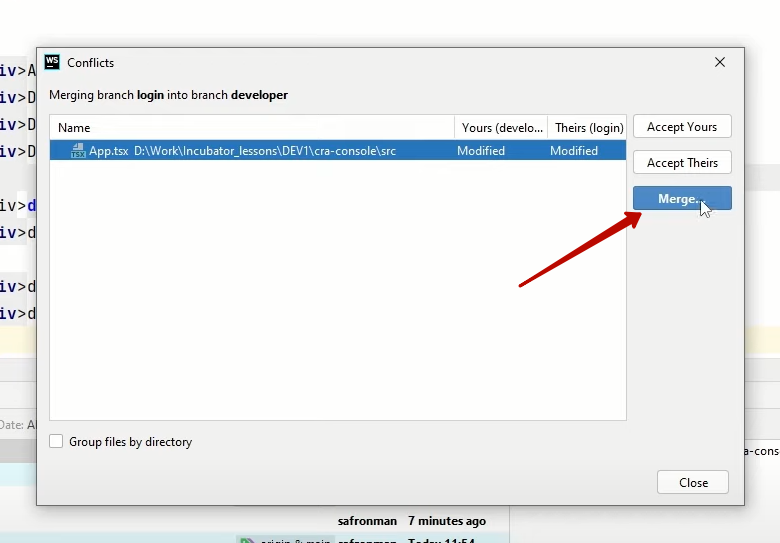 WS Conflicts
Merging branch login into branch developer
Name Yours (develo... Theirs (login)
App.tsx D:\Work\Incubator_lessons\DEV1\cra-console\src Modified Modified
Accept Yours
Accept Theirs
Merge...
Group files by directory
Close
iv>A
iv>D
iv>D
iv>D
iv>d
iv>d
iv>d
iv>d
Date: A
a-cons
safronman 7 minutes ago
origin & main safronman Today 11:54